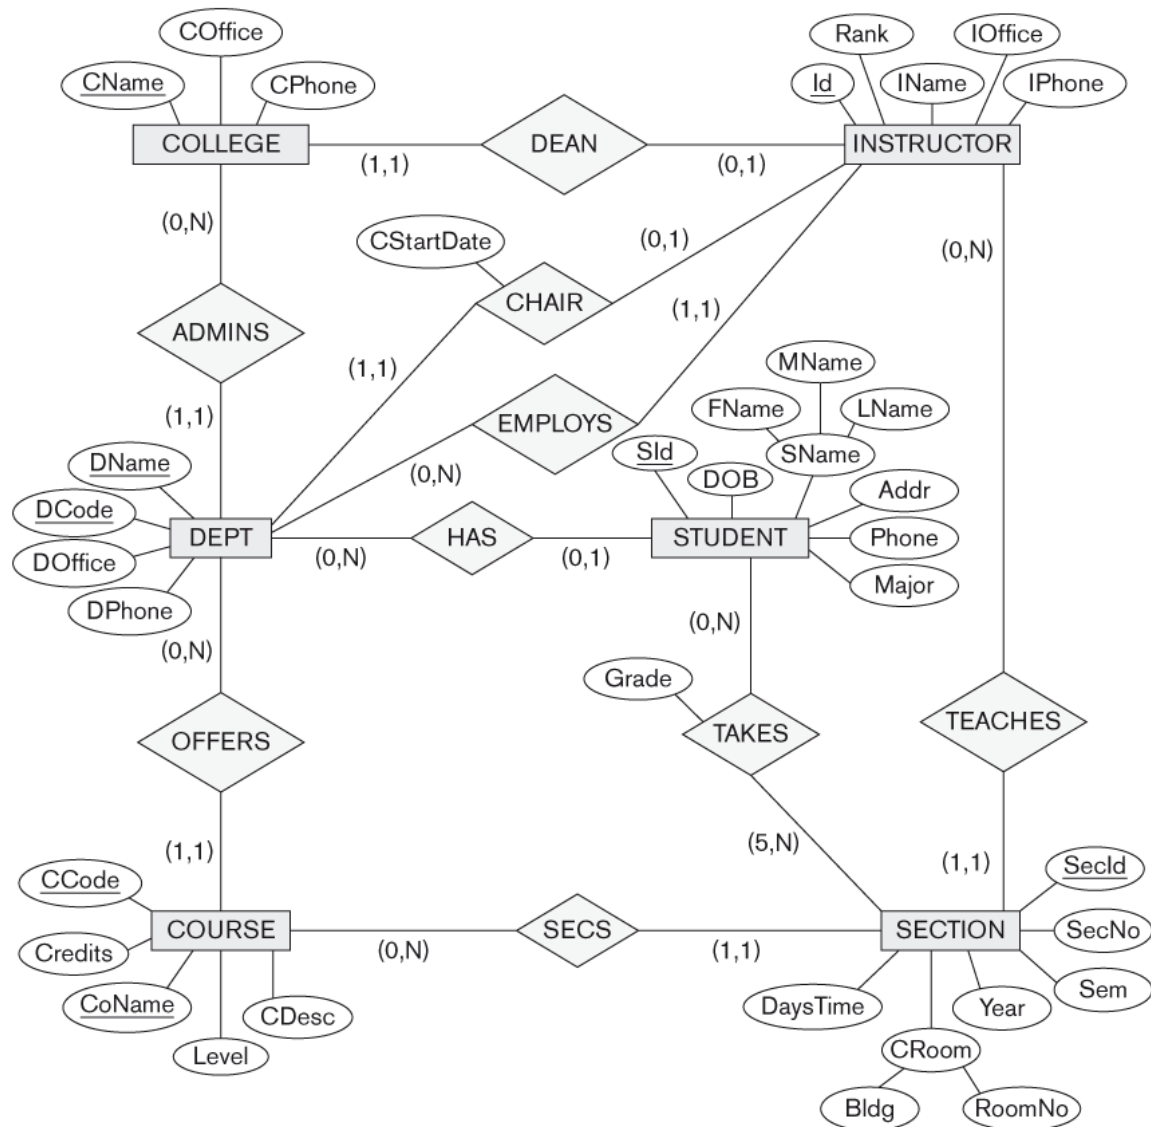 COffice
Rank
IOffice
CName
CPhone
Id
IName
IPhone
COLLEGE
DEAN
INSTRUCTOR
(1,1)
(0,1)
(0,N)
CStartDate
(0,1)
(0,N)
CHAIR
ADMINS
(1,1)
(1,1)
MName
(1,1)
FName
LName
EMPLOYS
SId
SName
DName
(0,N)
DOB
Addr
DCode
DEPT
HAS
STUDENT
Phone
DOffice
(0,N)
(0,1)
Major
DPhone
(0,N)
(0,N)
Grade
OFFERS
TAKES
TEACHES
(1,1)
(5,N)
(1,1)
CCode
SecId
COURSE
SECS
SECTION
SecNo
Credits
(0,N)
(1,1)
CoName
CDesc
DaysTime
Year
Sem
Level
CRoom
Bldg
RoomNo